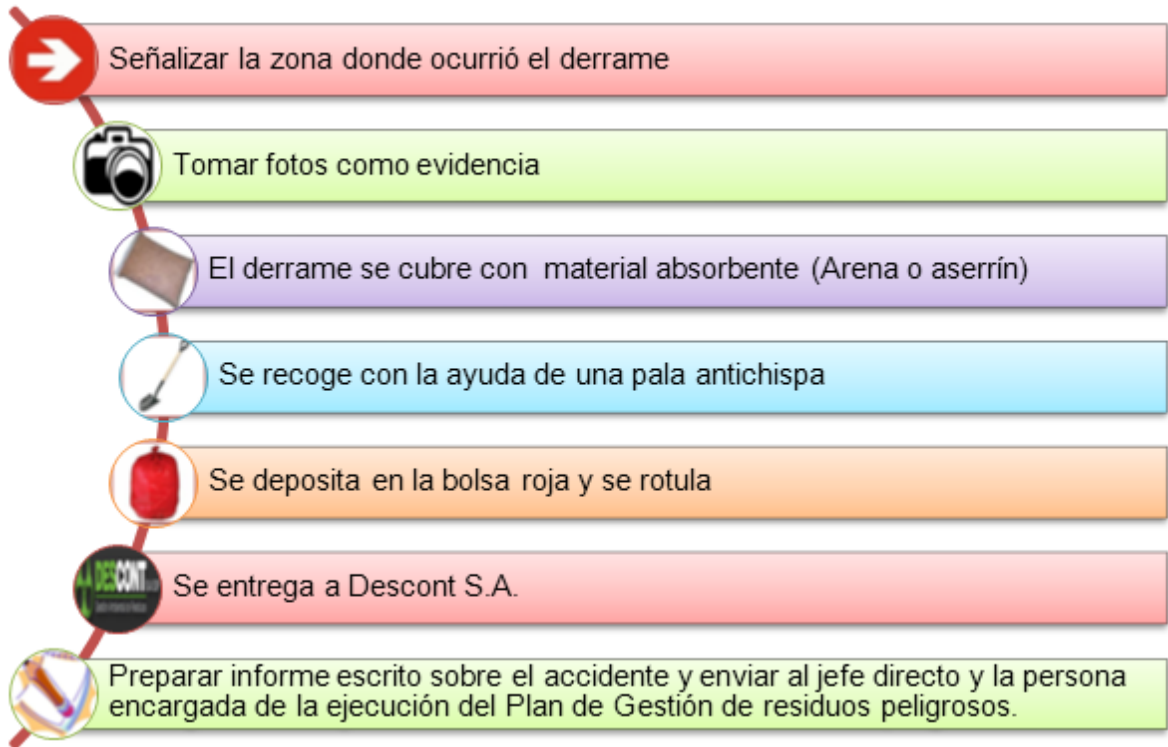 Señalizar la zona donde ocurrió el derrame
Tomar fotos como evidencia
El derrame se cubre con material absorbente (Arena o aserrín)
Se recoge con la ayuda de una pala antichispa
Se deposita en la bolsa roja y se rotula
DESCONT
Se entrega a Descont S.A.
Preparar informe escrito sobre el accidente y enviar al jefe directo y la persona
encargada de la ejecución del Plan de Gestión de residuos peligrosos.